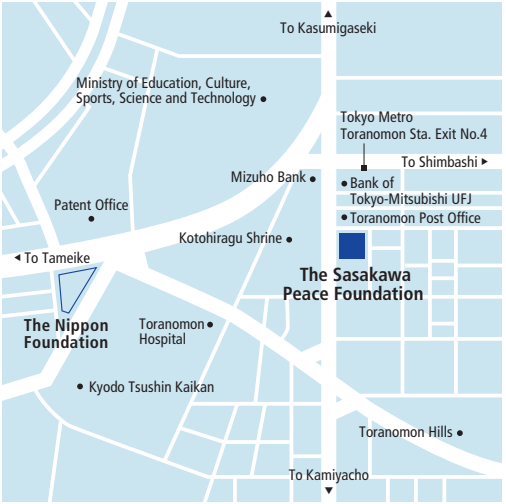 To Kasumigaseki
Ministry of Education, Culture,
Sports, Science and Technology
Tokyo Metro
Toranomon Sta. Exit No.4
To Shimbashi
Mizuho Bank
Bank of
Tokyo-Mitsubishi UFJ
Patent Office
Toranomon Post Office
Kotohiragu Shrine
To Tameike
The Sasakawa
Peace Foundation
The Nippon
Foundation
Toranomon
Hospital
Kyodo Tsushin Kaikan
Toranomon Hills
To Kamiyacho